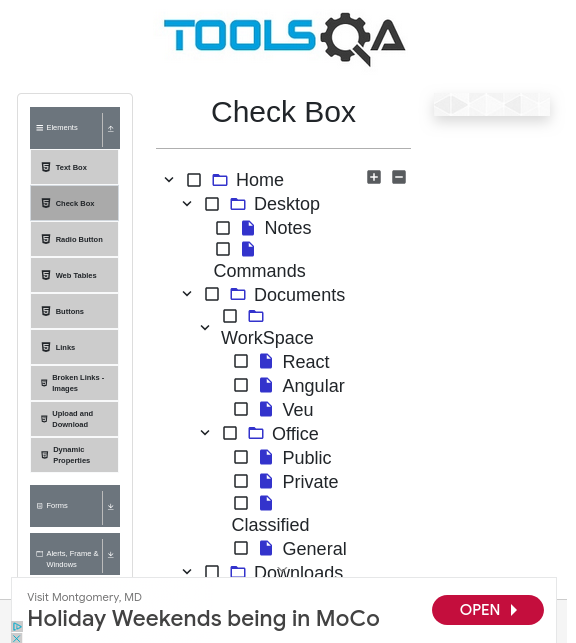 TOOLSQA
Check Box
Elements
Text Box
Check Box
Radio Button
Web Tables
Buttons
Links
Broken Links -
Images
Upload and
Download
Dynamic
Properties
Forms
Alerts, Frame &
Windows
Home
Desktop
Notes
Commands
Documents
WorkSpace
React
Angular
Veu
Office
Public
Private
Classified
General
Downloads
Visit Montgomery, MD
Holiday Weekends being in MoCo
OPEN